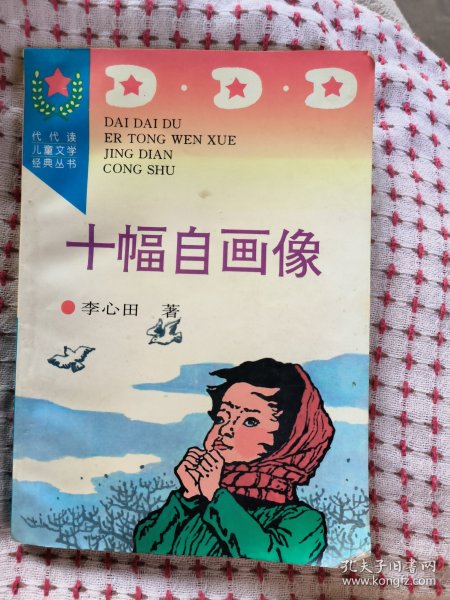 D·D·D
代代读
儿童文学
经典丛书
DAI DAI DU
ER TONG WEN XUE
JING DIAN
CONG SHU
十幅自画像
李心田 著
孔夫子旧书网
www.kongfz.com